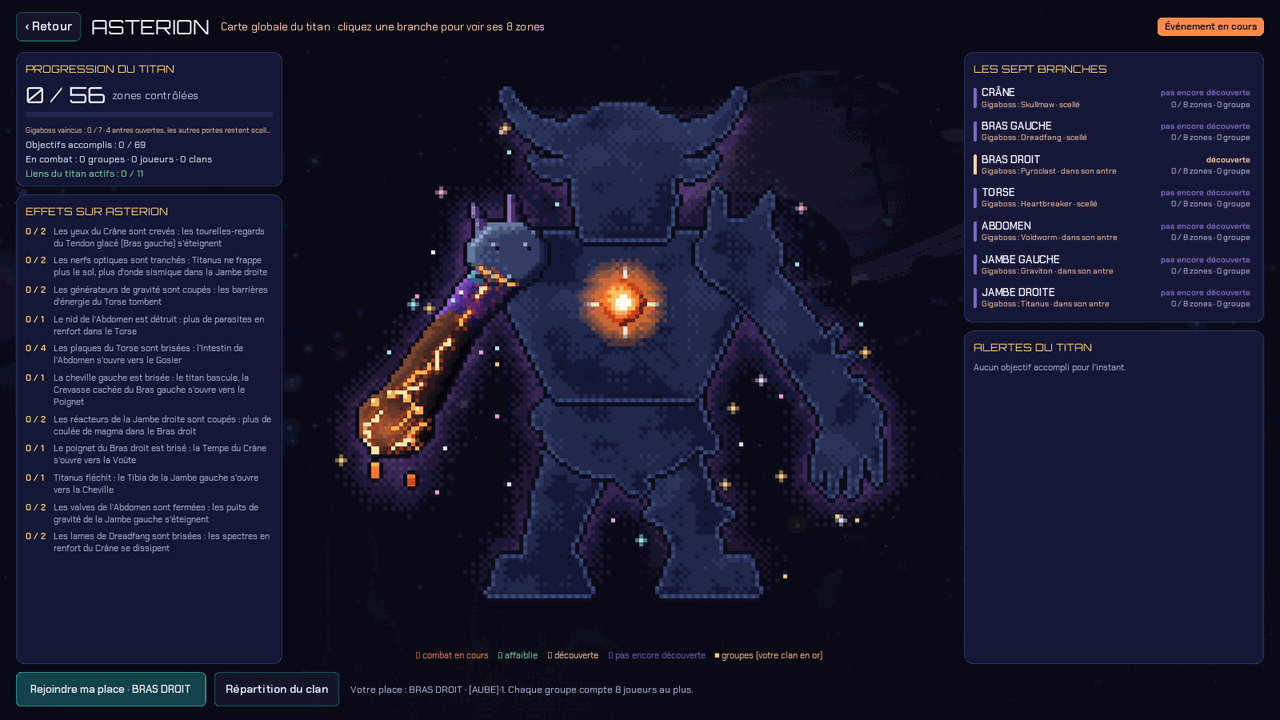 ‹ Retour
ASTERION
Carte globale du titan · cliquez une branche pour voir ses 8 zones
Événement en cours
PROGRESSION DU TITAN
0 / 56 zones contrôlées
Gigaboss vaincus : 0 / 7 · 4 antres ouvertes, les autres portes restent scell...
Objectifs accomplis : 0 / 69
En combat : 0 groupes · 0 joueurs · 0 clans
Liens du titan actifs : 0 / 11
EFFETS SUR ASTERION
0 / 2 Les yeux du Crâne sont crevés : les tourelles-regards
du Tendon glacé (Bras gauche) s'éteignent
0 / 2 Les nerfs optiques sont tranchés : Titanus ne frappe
plus le sol, plus d'onde sismique dans la Jambe droite
0 / 2 Les générateurs de gravité sont coupés : les barrières
d'énergie du Torse tombent
0 / 1 Le nid de l'Abdomen est détruit : plus de parasites en
renfort dans le Torse
0 / 4 Les plaques du Torse sont brisées : l'Intestin de
l'Abdomen s'ouvre vers le Gosier
0 / 1 La cheville gauche est brisée : le titan bascule, la
Crevasse cachée du Bras gauche s'ouvre vers le
Poignet
0 / 2 Les réacteurs de la Jambe droite sont coupés : plus de
coulée de magma dans le Bras droit
0 / 1 Le poignet du Bras droit est brisé : la Tempe du Crâne
s'ouvre vers la Voûte
0 / 1 Titanus fléchit : le Tibia de la Jambe gauche s'ouvre
vers la Cheville
0 / 2 Les valves de l'Abdomen sont fermées : les puits de
gravité de la Jambe gauche s'éteignent
0 / 2 Les lames de Dreadfang sont brisées : les spectres en
renfort du Crâne se dissipent
LES SEPT BRANCHES
CRÂNE pas encore découverte
Gigaboss : Skullmaw · scellé 0 / 8 zones · 0 groupe
BRAS GAUCHE pas encore découverte
Gigaboss : Dreadfang · scellé 0 / 8 zones · 0 groupe
BRAS DROIT découverte
Gigaboss : Pyroclast · dans son antre 0 / 8 zones · 0 groupe
TORSE pas encore découverte
Gigaboss : Heartbreaker · scellé 0 / 8 zones · 0 groupe
ABDOMEN pas encore découverte
Gigaboss : Voidworm · dans son antre 0 / 8 zones · 0 groupe
JAMBE GAUCHE pas encore découverte
Gigaboss : Graviton · dans son antre 0 / 8 zones · 0 groupe
JAMBE DROITE pas encore découverte
Gigaboss : Titanus · dans son antre 0 / 8 zones · 0 groupe
ALERTES DU TITAN
Aucun objectif accompli pour l'instant.
combat en cours affaiblie découverte pas encore découverte ■ groupes (votre clan en or)
Rejoindre ma place · BRAS DROIT
Répartition du clan
Votre place : BRAS DROIT · [AUBE]·1. Chaque groupe compte 8 joueurs au plus.